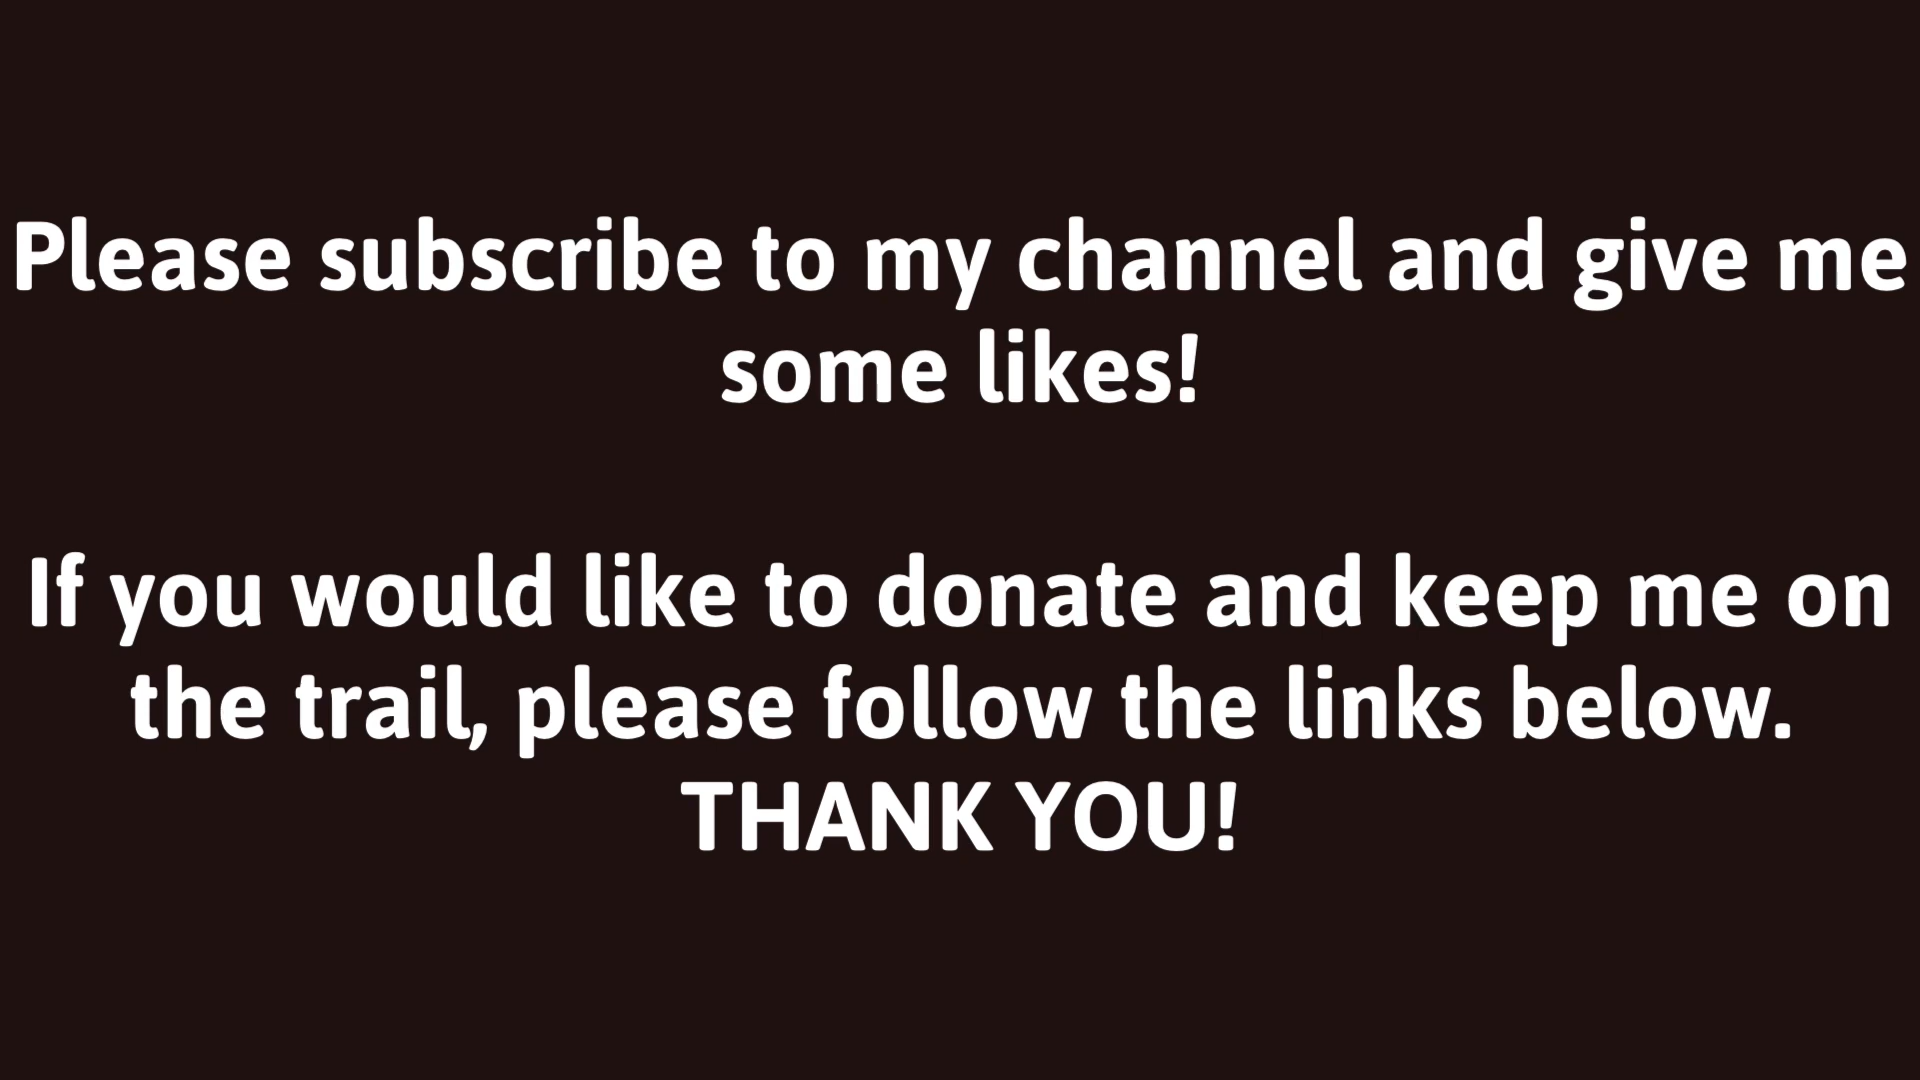 Please subscribe to my channel and give me
some likes!
If you would like to donate and keep me on
the trail, please follow the links below.
THANK YOU!